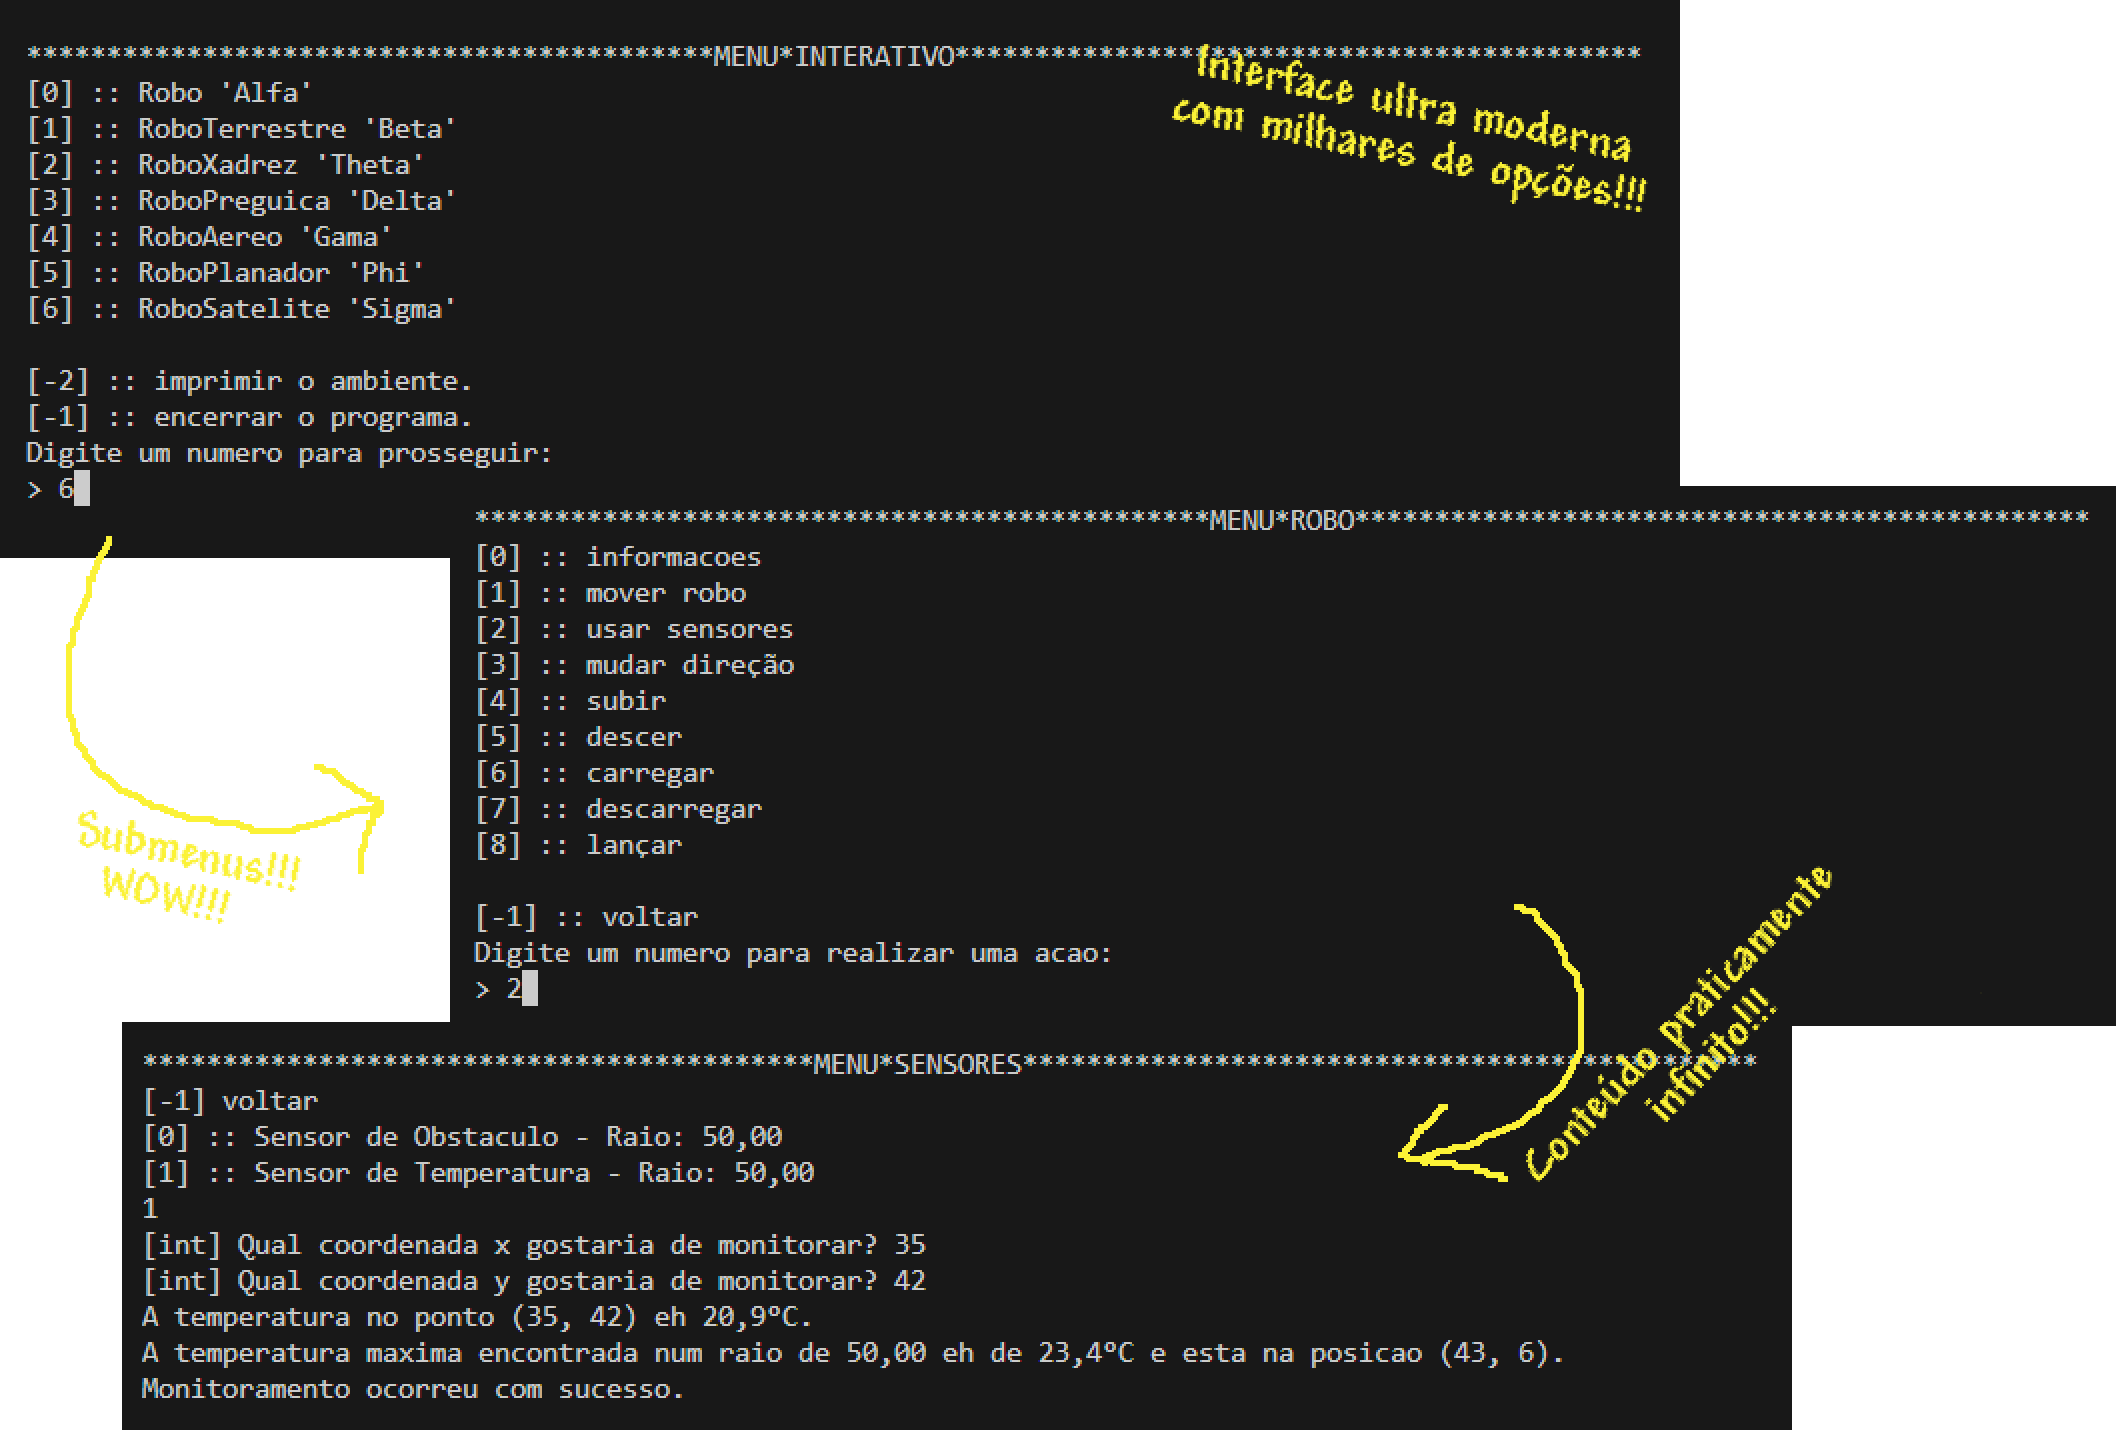 *******************************************MENU*INTERATIVO*******************************************
[0] :: Robo 'Alfa'
[1] :: RoboTerrestre 'Beta'
[2] :: RoboXadrez 'Theta'
[3] :: RoboPreguica 'Delta'
[4] :: RoboAereo 'Gama'
[5] :: RoboPlanador 'Phi'
[6] :: RoboSatelite 'Sigma'
[-2] :: imprimir o ambiente.
[-1] :: encerrar o programa.
Digite um numero para prosseguir:
> 6
Interface ultra moderna
com milhares de opções!!!
**********************************************MENU*ROBO**********************************************
[0] :: informacoes
[1] :: mover robo
[2] :: usar sensores
[3] :: mudar direção
[4] :: subir
[5] :: descer
[6] :: carregar
[7] :: descarregar
[8] :: lançar
[-1] :: voltar
Digite um numero para realizar uma acao:
> 2
Submenus!!!
WOW!!!
******************************************MENU*SENSORES**********************************************
[-1] voltar
[0] :: Sensor de Obstaculo - Raio: 50,00
[1] :: Sensor de Temperatura - Raio: 50,00
1
[int] Qual coordenada x gostaria de monitorar? 35
[int] Qual coordenada y gostaria de monitorar? 42
A temperatura no ponto (35, 42) eh 20,9°C.
A temperatura maxima encontrada num raio de 50,00 eh de 23,4°C e esta na posicao (43, 6).
Monitoramento ocorreu com sucesso.
Conteúdo praticamente
infinito!!!